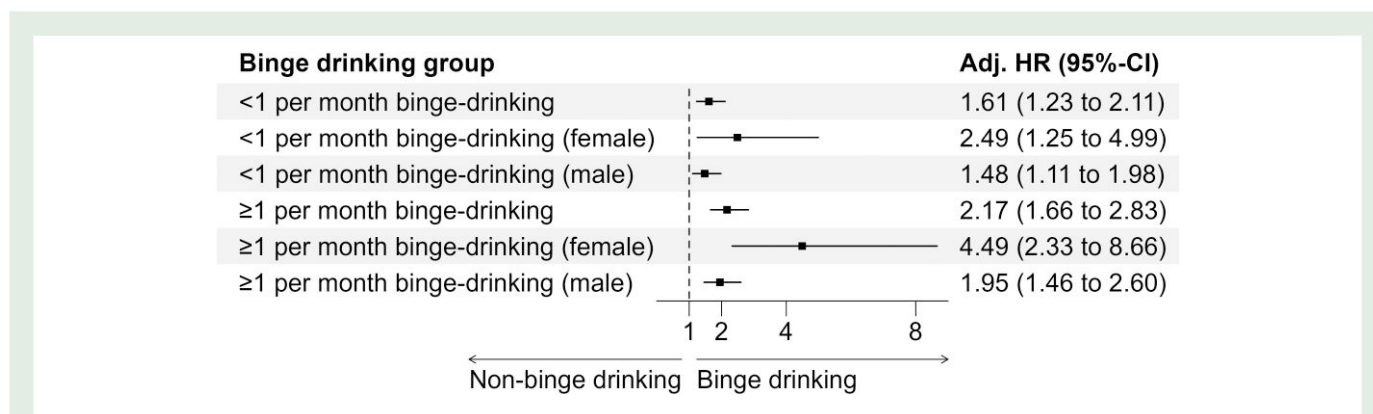 Binge drinking group Adj. HR (95%-CI)
<1 per month binge-drinking 1.61 (1.23 to 2.11)
<1 per month binge-drinking (female) 2.49 (1.25 to 4.99)
<1 per month binge-drinking (male) 1.48 (1.11 to 1.98)
≥1 per month binge-drinking 2.17 (1.66 to 2.83)
≥1 per month binge-drinking (female) 4.49 (2.33 to 8.66)
≥1 per month binge-drinking (male) 1.95 (1.46 to 2.60)
1 2 4 8
Non-binge drinking Binge drinking